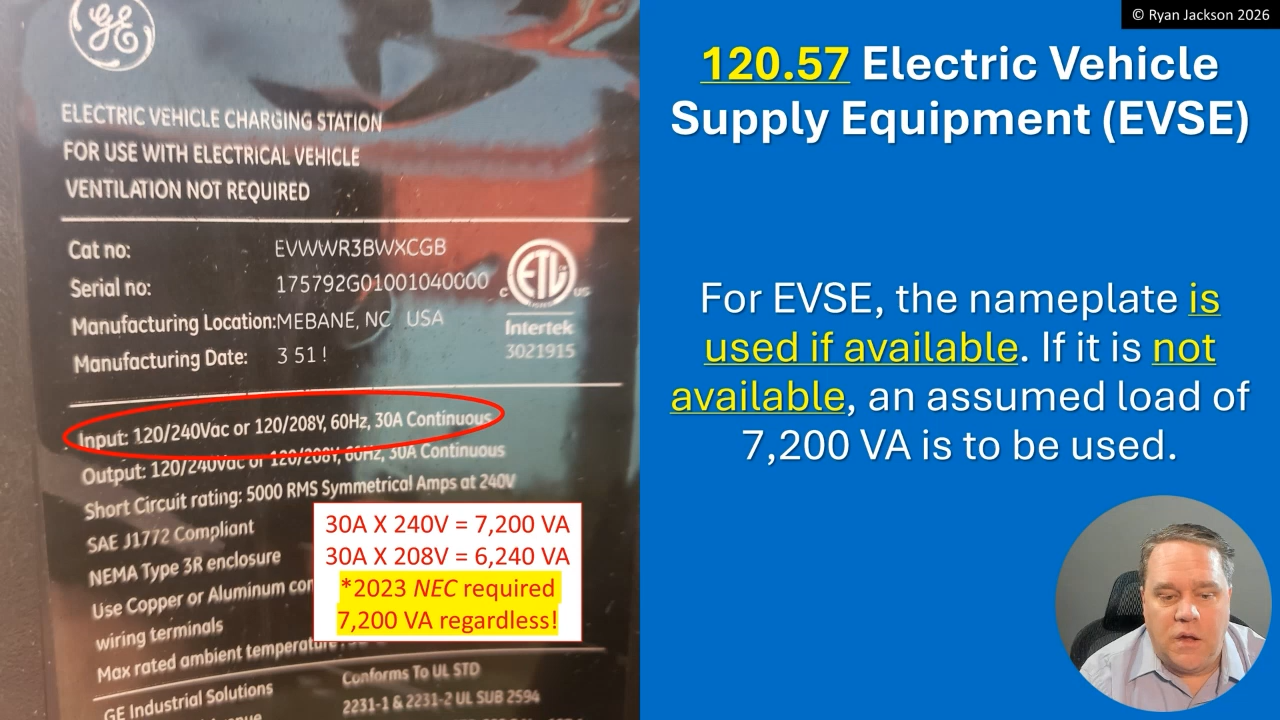 © Ryan Jackson 2026
GE
ELECTRIC VEHICLE CHARGING STATION
FOR USE WITH ELECTRICAL VEHICLE
VENTILATION NOT REQUIRED
Cat no: EVWWR3BWXCGB
Serial no: 175792G01001040000
Manufacturing Location: MEBANE, NC USA
Manufacturing Date: 3 51 !
C ETL US
Intertek
3021915
Input: 120/240Vac or 120/208Y, 60Hz, 30A Continuous
Output: 120/240Vac or 120/208Y, 60Hz, 30A Continuous
Short Circuit rating: 5000 RMS Symmetrical Amps at 240V
SAE J1772 Compliant
NEMA Type 3R enclosure
Use Copper or Aluminum
wiring terminals
Max rated ambient temperature
GE Industrial Solutions
Conforms To UL STD
2231-1 & 2231-2 UL SUB 2594
30A X 240V = 7,200 VA
30A X 208V = 6,240 VA
*2023 NEC required
7,200 VA regardless!
120.57 Electric Vehicle
Supply Equipment (EVSE)
For EVSE, the nameplate is
used if available. If it is not
available, an assumed load of
7,200 VA is to be used.